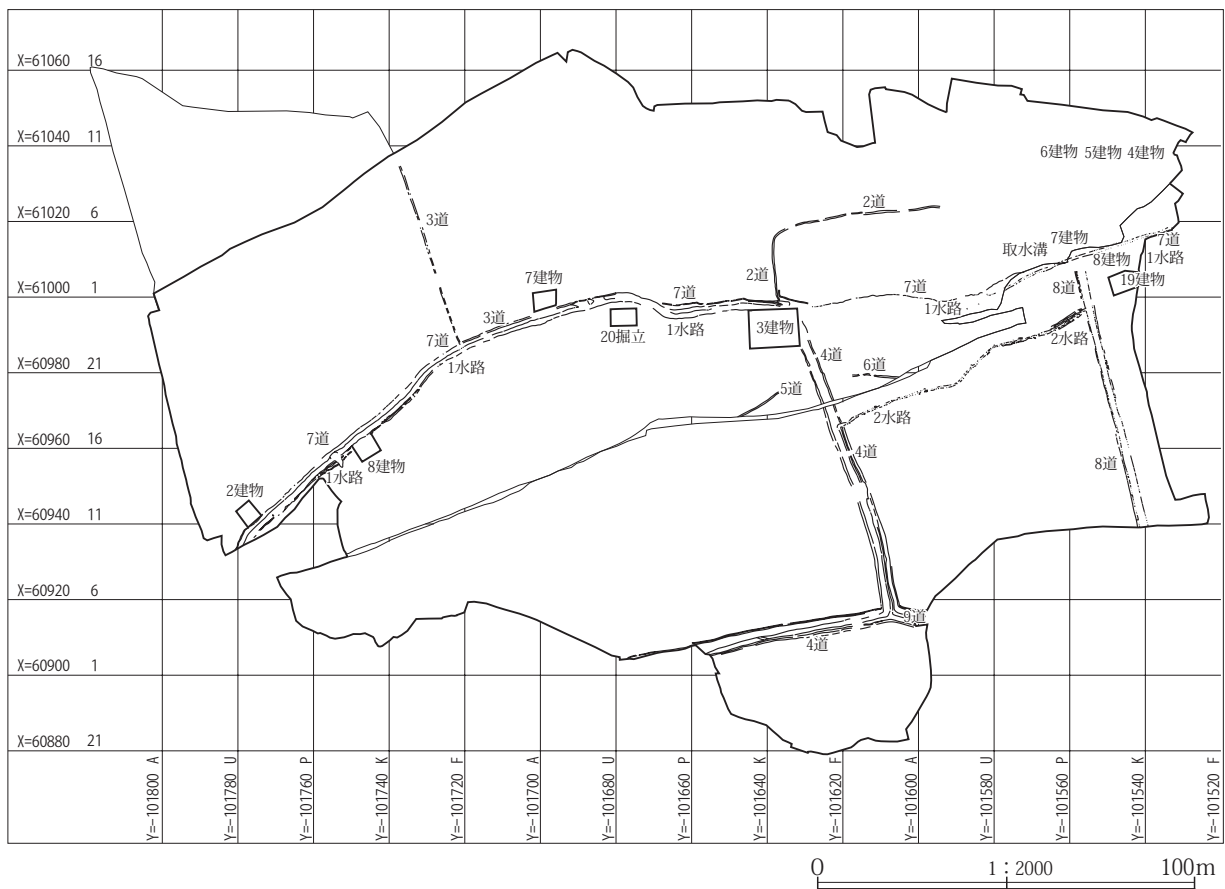 X=61060 16
X=61040 11
6建物 5建物 4建物
X=61020 6
2道
3道
7建物
取水溝
7道
8建物
1水路
2道
19建物
8道
X=61000 1
7建物
7道
7道
1水路
3道
20掘立
1水路
3建物
7道
4道
2水路
1水路
X=60980 21
6道
5道
2水路
X=60960 16
7道
4道
8道
8建物
1水路
2建物
X=60940 11
X=60920 6
9道
4道
X=60900 1
X=60880 21
Y=-101800 A
Y=-101780 U
Y=-101760 P
Y=-101740 K
Y=-101720 F
Y=-101700 A
Y=-101680 U
Y=-101660 P
Y=-101640 K
Y=-101620 F
Y=-101600 A
Y=-101580 U
Y=-101560 P
Y=-101540 K
Y=-101520 F
0 1:2000 100m